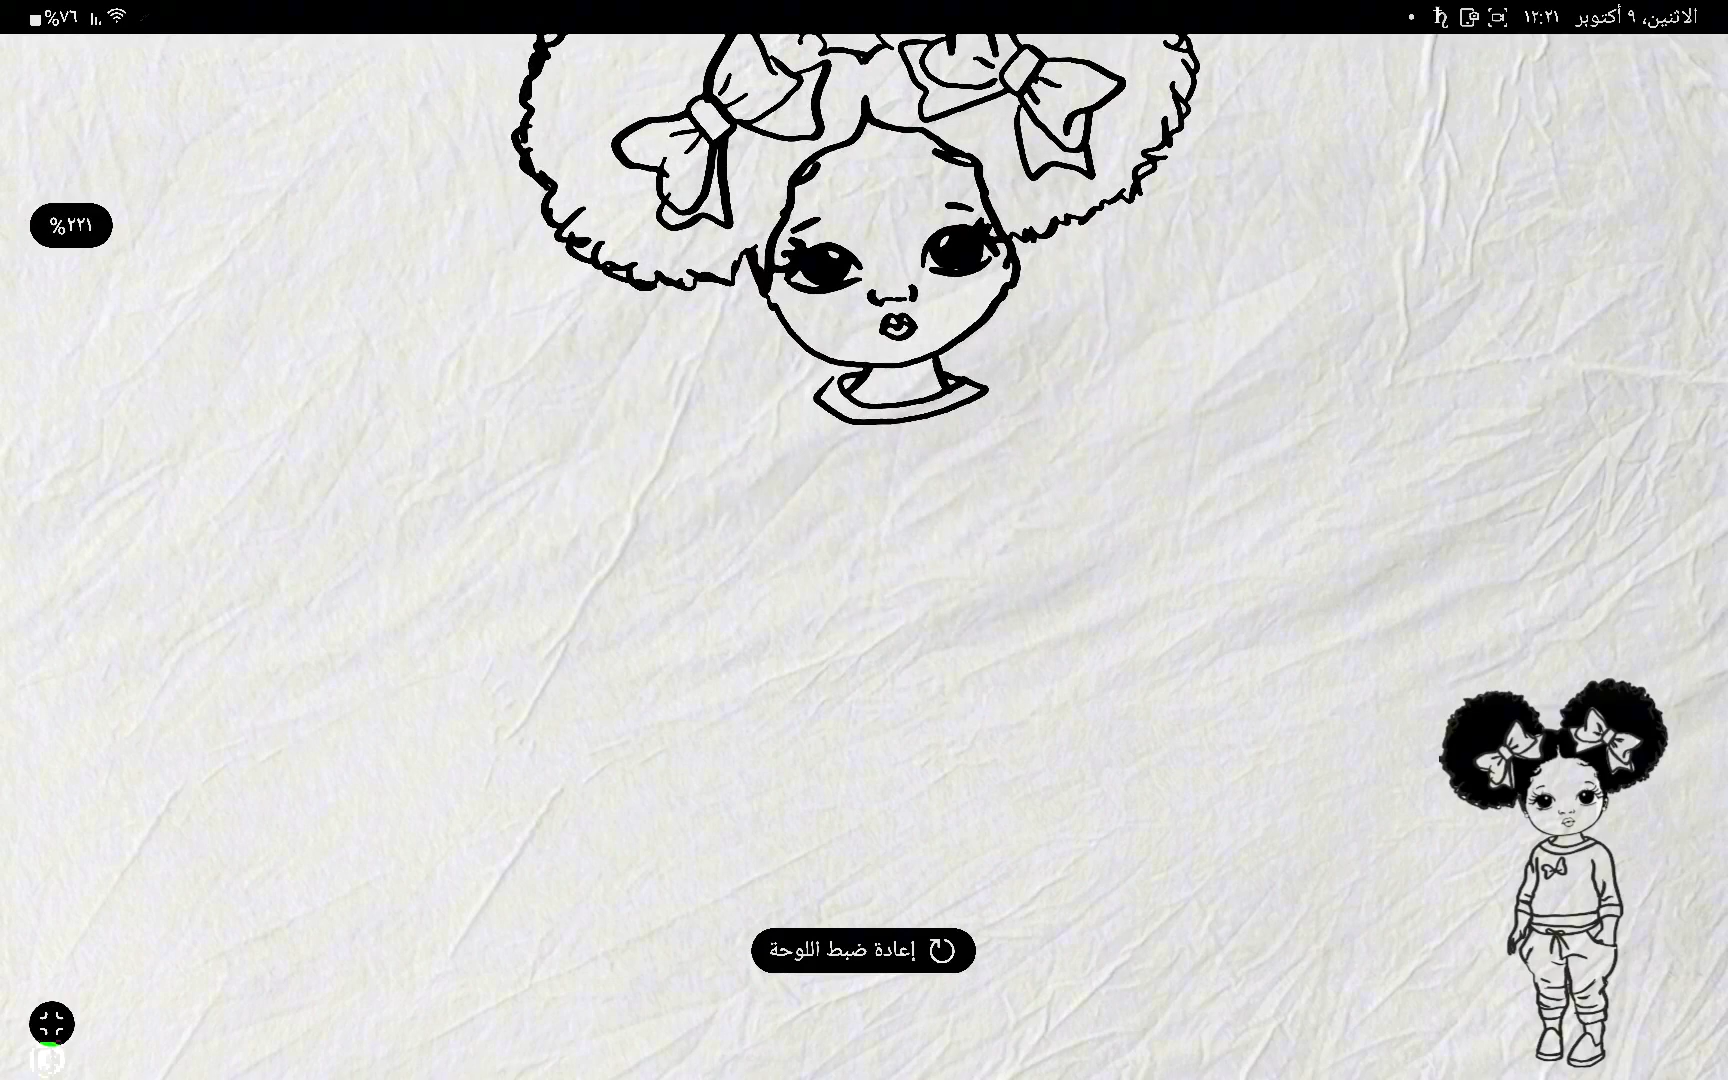 الاثنين، ٩ أكتوبر ١٢:٢١
%٧٦
%٢٢١
إعادة ضبط اللوحة